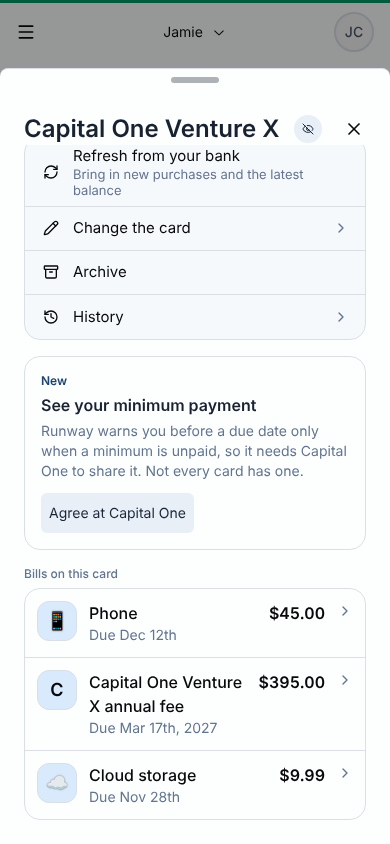 Jamie
JC
Capital One Venture X
Refresh from your bank
Bring in new purchases and the latest
balance
Change the card
Archive
History
New
See your minimum payment
Runway warns you before a due date only
when a minimum is unpaid, so it needs Capital
One to share it. Not every card has one.
Agree at Capital One
Bills on this card
Phone $45.00
Due Dec 12th
C
Capital One Venture $395.00
X annual fee
Due Mar 17th, 2027
Cloud storage $9.99
Due Nov 28th